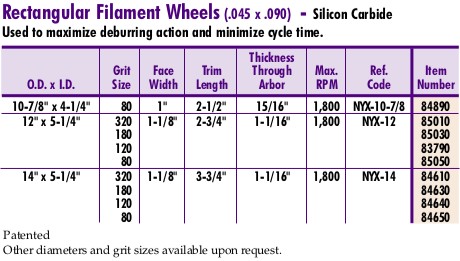 Rectangular Filament Wheels (.045 x .090) - Silicon Carbide
Used to maximize deburring action and minimize cycle time.
O.D. x I.D. Grit Size Face Width Trim Length Thickness Through Arbor Max. RPM Ref. Code Item Number
10-7/8" x 4-1/4" 80 1" 2-1/2" 15/16" 1,800 NYX-10-7/8 84890
12" x 5-1/4" 320 1-1/8" 2-3/4" 1-1/16" 1,800 NYX-12 85010
180 85030
120 83790
80 85050
14" x 5-1/4" 320 1-1/8" 3-3/4" 1-1/16" 1,800 NYX-14 84610
180 84630
120 84640
80 84650
Patented
Other diameters and grit sizes available upon request.